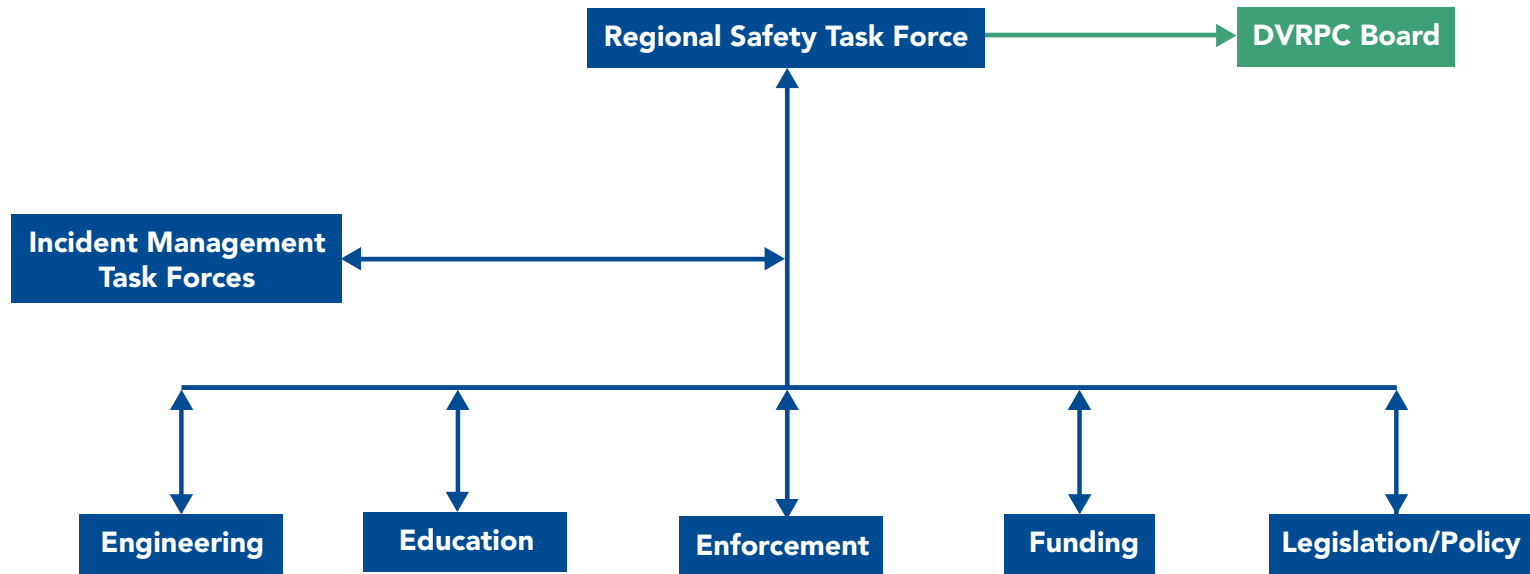 Regional Safety Task Force
DVRPC Board
Incident Management
Task Forces
Engineering
Education
Enforcement
Funding
Legislation/Policy